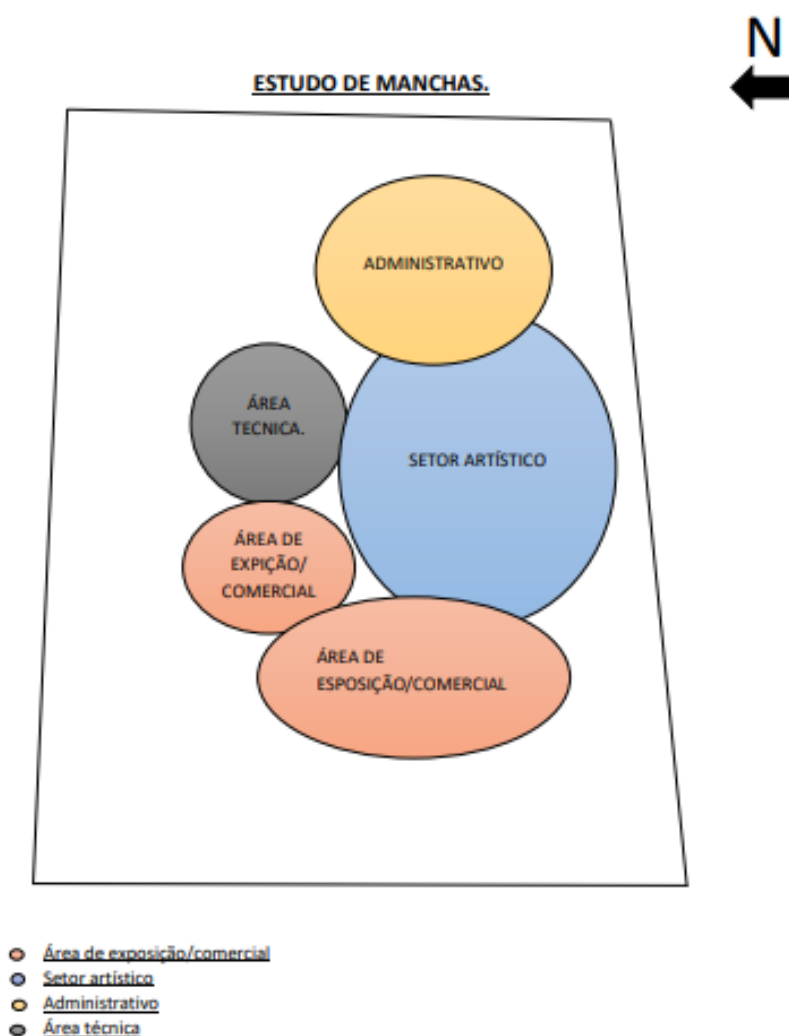 N
ESTUDO DE MANCHAS.
ADMINISTRATIVO
ÁREA
TECNICA.
SETOR ARTÍSTICO
ÁREA DE
EXPIÇÃO/
COMERCIAL
ÁREA DE
ESPOSIÇÃO/COMERCIAL
Área de exposição/comercial
Setor artístico
Administrativo
Área técnica